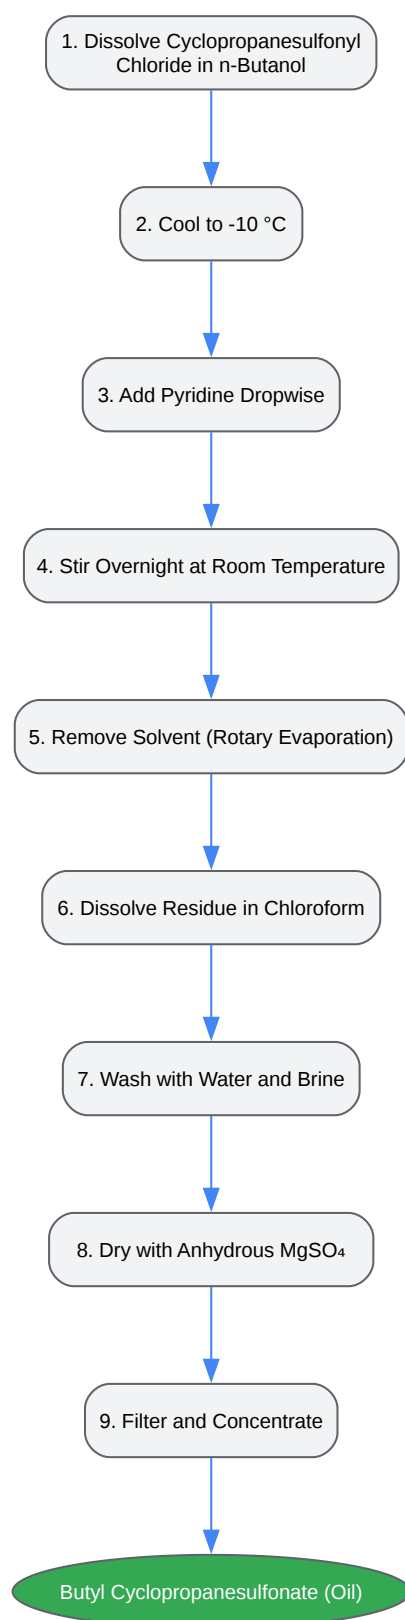 1. Dissolve Cyclopropanesulfonyl
Chloride in n-Butanol
2. Cool to -10 °C
3. Add Pyridine Dropwise
4. Stir Overnight at Room Temperature
5. Remove Solvent (Rotary Evaporation)
6. Dissolve Residue in Chloroform
7. Wash with Water and Brine
8. Dry with Anhydrous MgSO₄
9. Filter and Concentrate
Butyl Cyclopropanesulfonate (Oil)